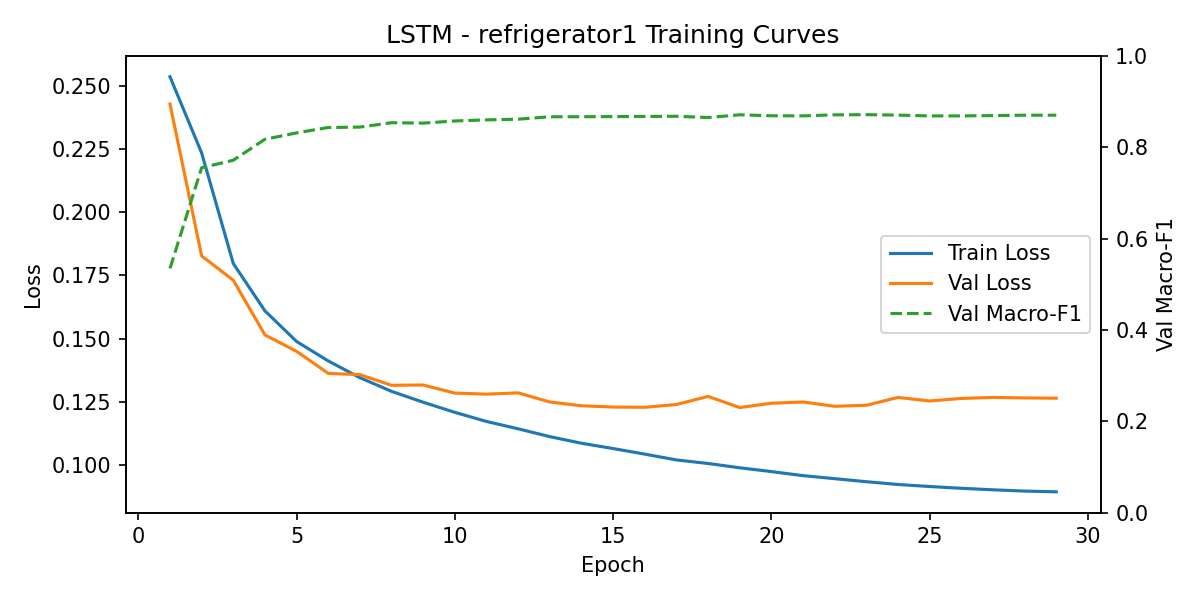 LSTM - refrigerator1 Training Curves
Loss
0.250
0.225
0.200
0.175
0.150
0.125
0.100
1.0
0.8
0.6
0.4
0.2
0.0
Val Macro-F1
Train Loss
Val Loss
Val Macro-F1
0 5 10 15 20 25 30
Epoch